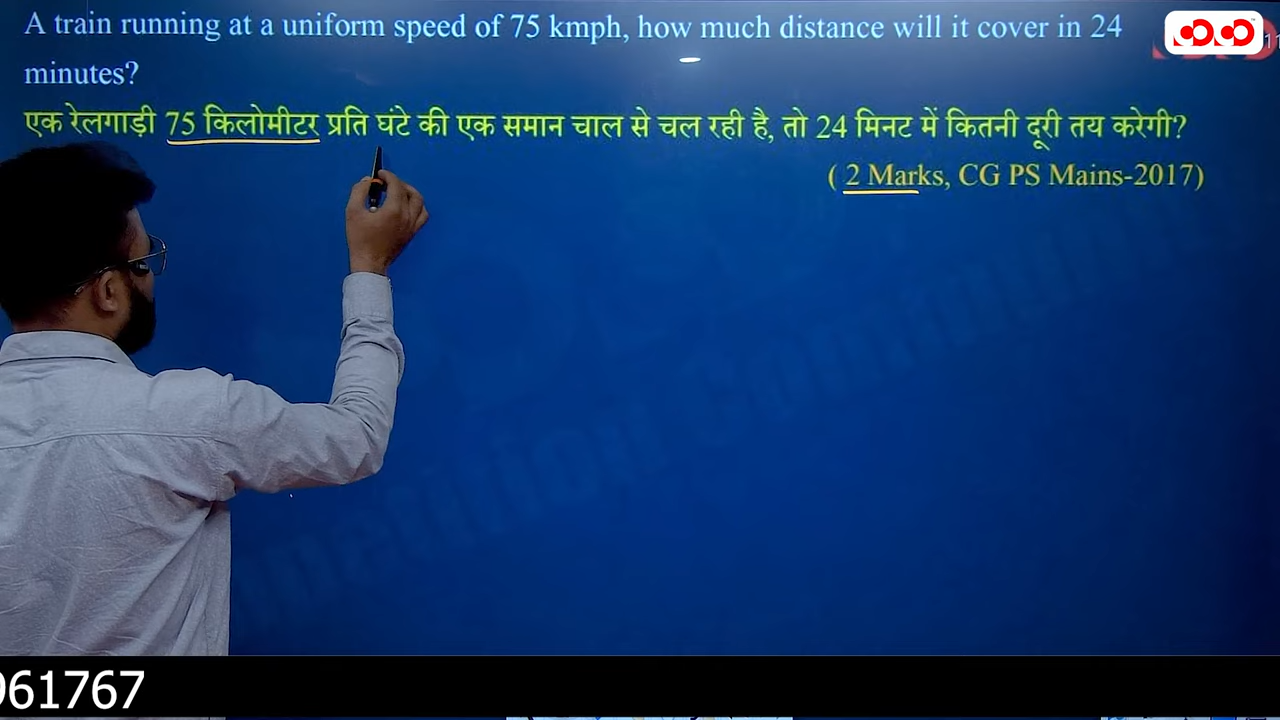 A train running at a uniform speed of 75 kmph, how much distance will it cover in 24
minutes?
एक रेलगाड़ी 75 किलोमीटर प्रति घंटे की एक समान चाल से चल रही है, तो 24 मिनट में कितनी दूरी तय करेगी?
( 2 Marks, CG PS Mains-2017)
961767